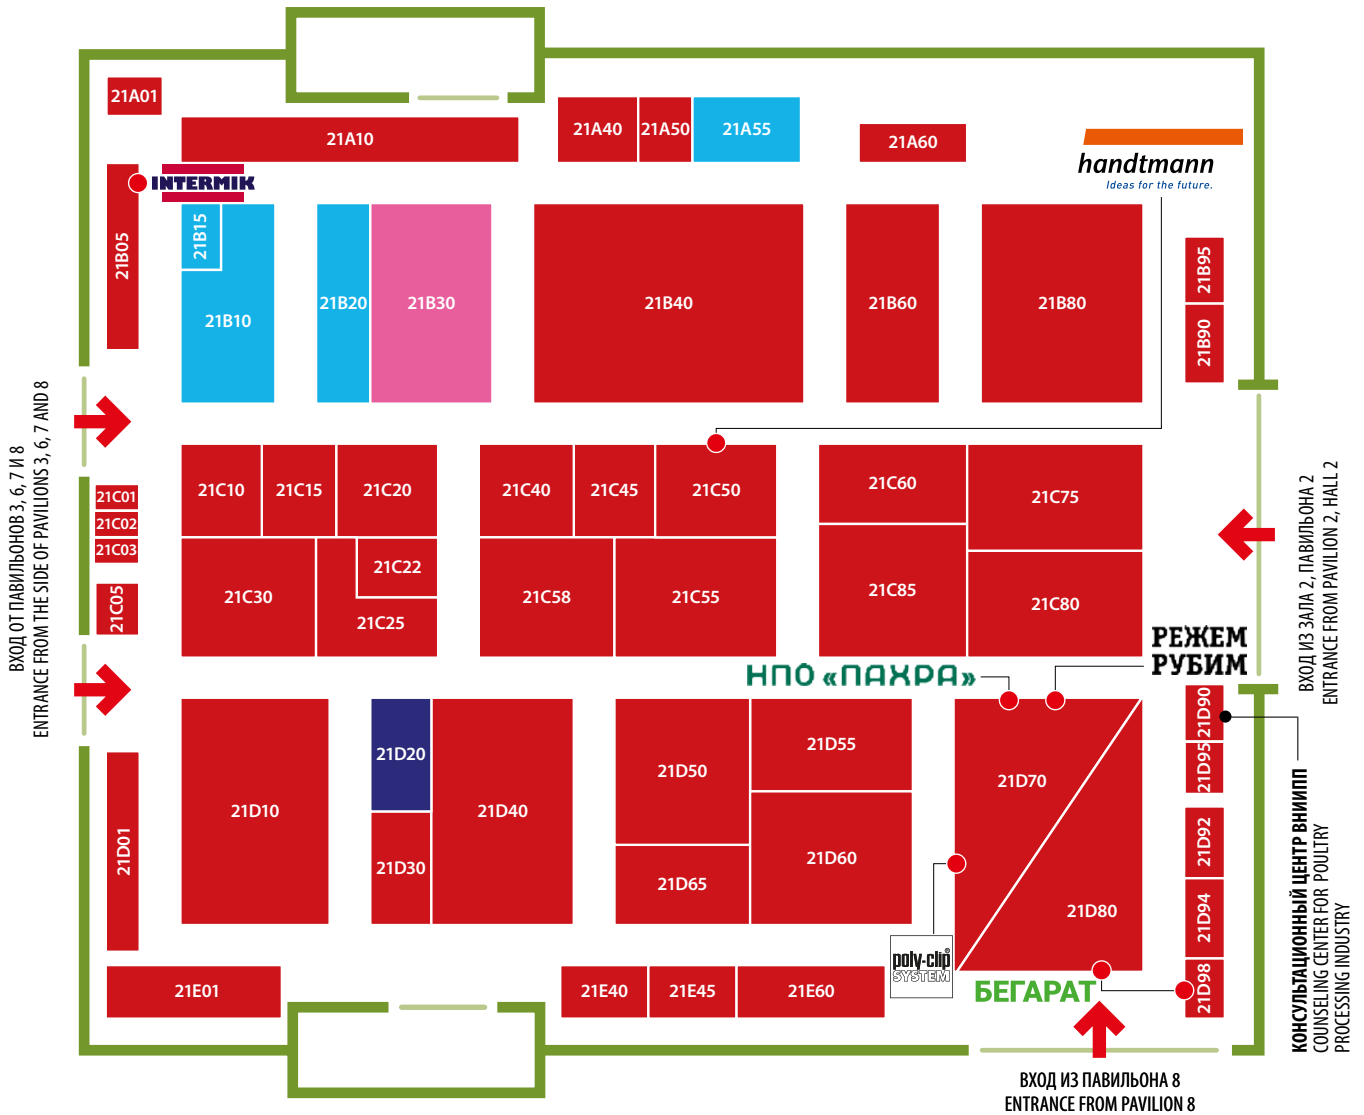 21A01
21A10
21A40
21A50
21A55
21A60
handtmann
Ideas for the future.
INTERMIK
21B05
21B15
21B10
21B20
21B30
21B40
21B60
21B80
21B95
21B90
ВХОД ОТ ПАВИЛЬОНОВ 3, 6, 7 И 8
ENTRANCE FROM THE SIDE OF PAVILIONS 3, 6, 7 AND 8
21C01
21C02
21C03
21C05
21C10
21C15
21C20
21C30
21C22
21C25
21C40
21C45
21C50
21C58
21C55
21C60
21C75
21C85
21C80
ВХОД ИЗ ЗАЛА 2, ПАВИЛЬОНА 2
ENTRANCE FROM PAVILION 2, HALL 2
РЕЖЕМ
РУБИМ
НПО «ПАХРА»
21D01
21D10
21D20
21D30
21D40
21D50
21D55
21D60
21D65
21D70
21D80
21D90
21D95
21D92
21D94
21D98
КОНСУЛЬТАЦИОННЫЙ ЦЕНТР ВНИИПП
COUNSELING CENTER FOR POULTRY
PROCESSING INDUSTRY
poly-clip®
SYSTEM
БЕГАРАТ
21E01
21E40
21E45
21E60
ВХОД ИЗ ПАВИЛЬОНА 8
ENTRANCE FROM PAVILION 8